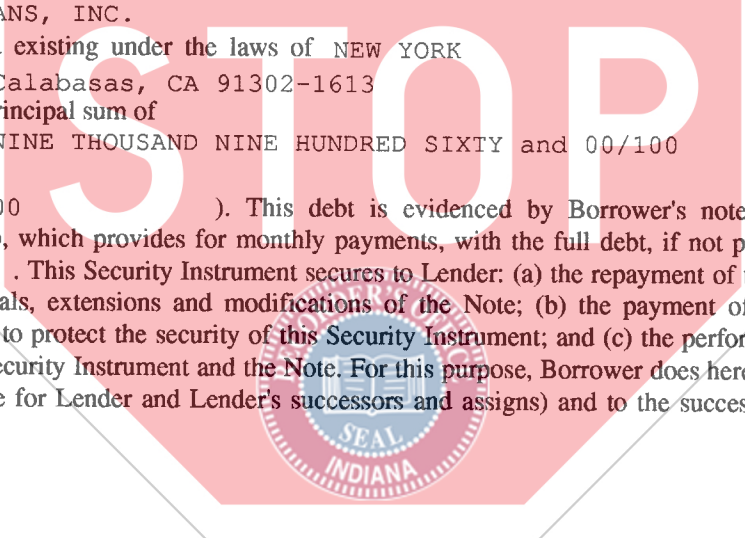 ANS, INC.
existing under the laws of NEW YORK
Calabasas, CA 91302-1613
rincipal sum of
NINE THOUSAND NINE HUNDRED SIXTY and 00/100
00 ). This debt is evidenced by Borrower's note
, which provides for monthly payments, with the full debt, if not p
. This Security Instrument secures to Lender: (a) the repayment of
als, extensions and modifications of the Note; (b) the payment of
to protect the security of this Security Instrument; and (c) the perfor
ecurity Instrument and the Note. For this purpose, Borrower does here
e for Lender and Lender's successors and assigns) and to the succes
STOP
SEAL
INDIANA